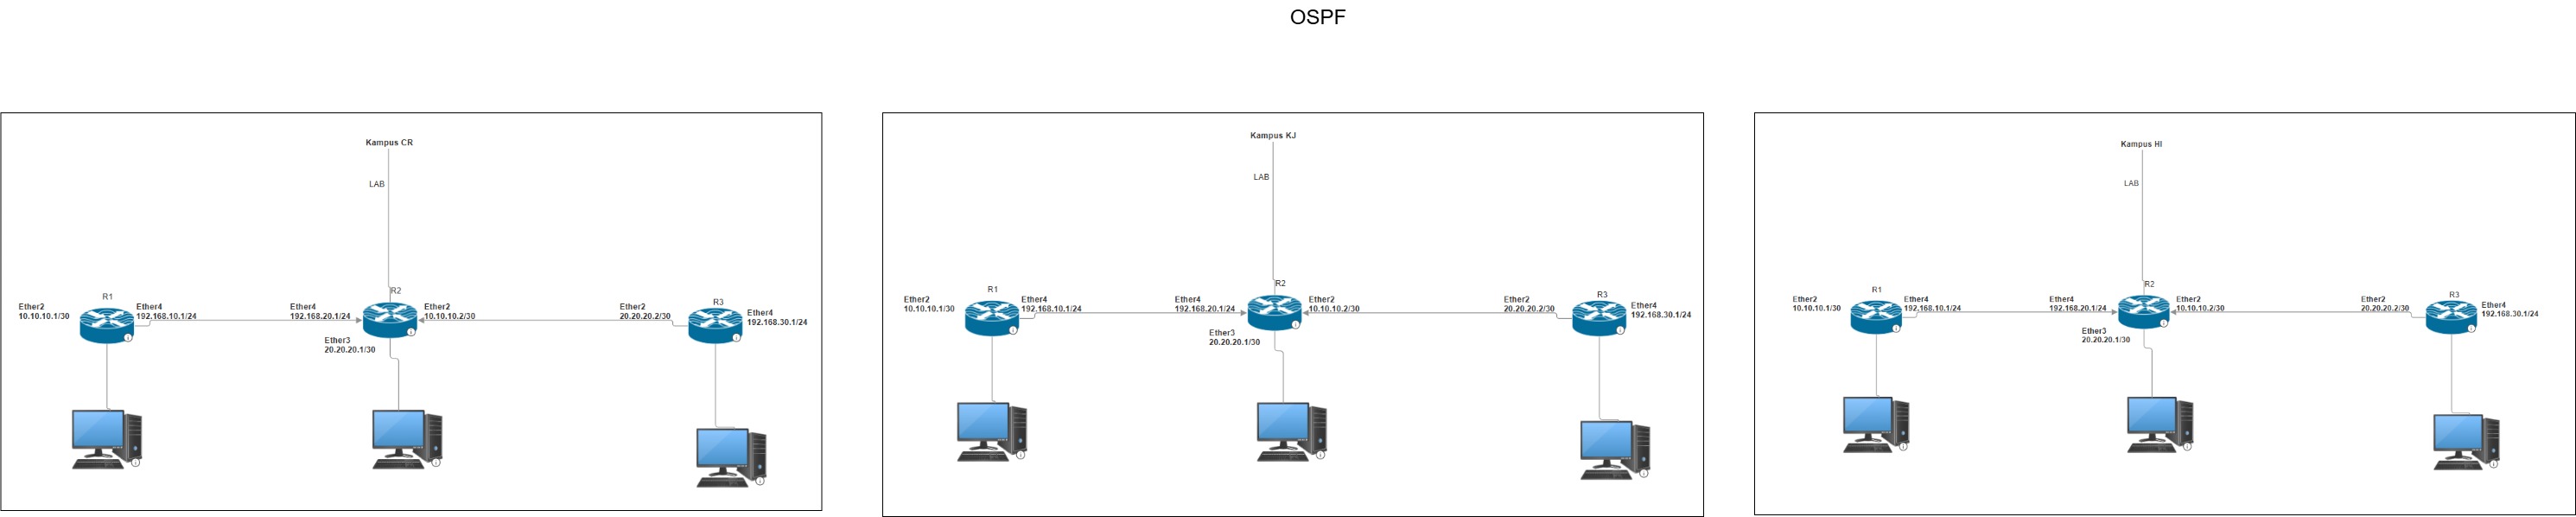 OSPF
Kampus CR
LAB
R1
R2
R3
Ether2
10.10.10.1/30
Ether4
192.168.10.1/24
Ether4
192.168.20.1/24
Ether2
10.10.10.2/30
Ether2
20.20.20.2/30
Ether4
192.168.30.1/24
Ether3
20.20.20.1/30
Kampus KJ
LAB
R1
R2
R3
Ether2
10.10.10.1/30
Ether4
192.168.10.1/24
Ether4
192.168.20.1/24
Ether2
10.10.10.2/30
Ether2
20.20.20.2/30
Ether4
192.168.30.1/24
Ether3
20.20.20.1/30
Kampus HI
LAB
R1
R2
R3
Ether2
10.10.10.1/30
Ether4
192.168.10.1/24
Ether4
192.168.20.1/24
Ether2
10.10.10.2/30
Ether2
20.20.20.2/30
Ether4
192.168.30.1/24
Ether3
20.20.20.1/30